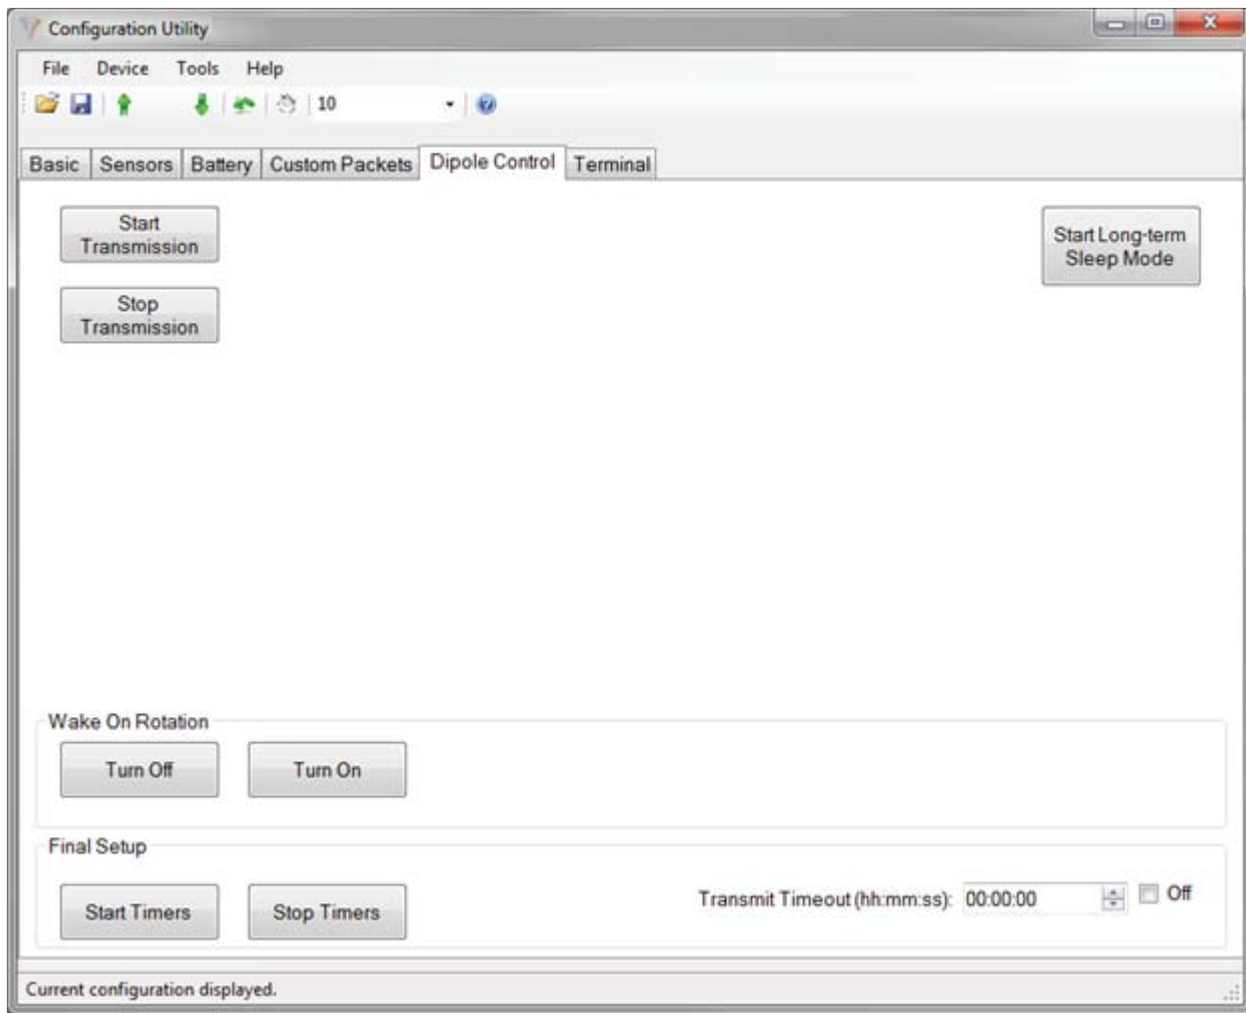 Configuration Utility
File Device Tools Help
10
Basic Sensors Battery Custom Packets Dipole Control Terminal
Start
Transmission
Start Long-term
Sleep Mode
Stop
Transmission
Wake On Rotation
Turn Off Turn On
Final Setup
Start Timers Stop Timers Transmit Timeout (hh:mm:ss): 00:00:00 Off
Current configuration displayed.